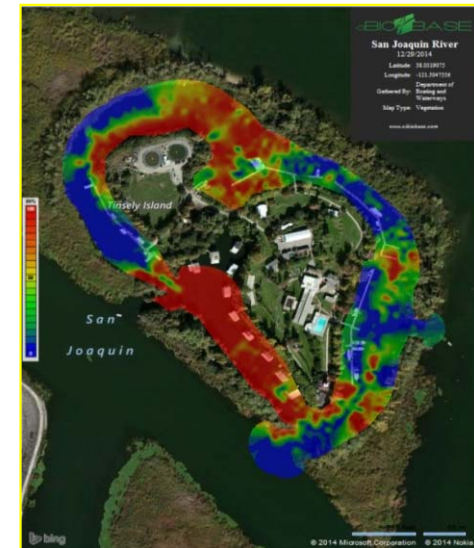 BIOBASE
San Joaquin River
12/29/2014
Latitude:
Longitude:
Gathered By: Department of
Boating and
Waterways
Map Type: Vegetation
Tinsely Island
San
Joaquin
bing
© 2014 Microsoft Corporation © 2014 Nokia